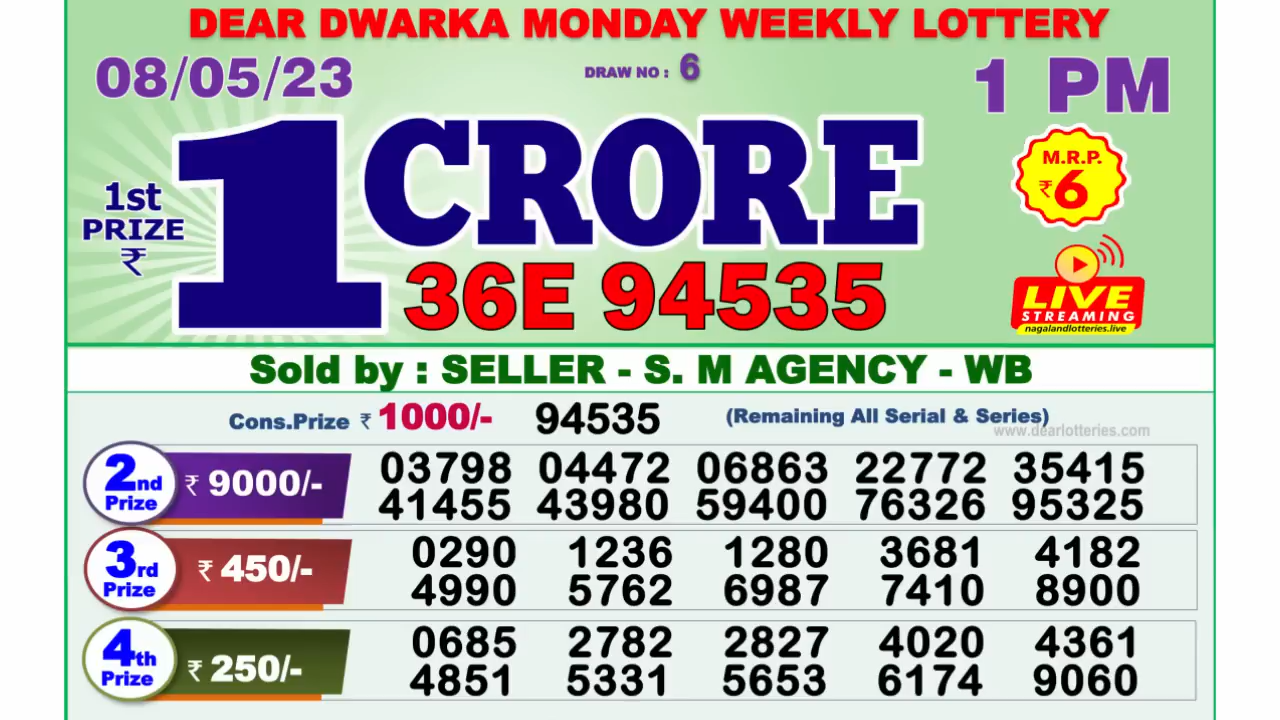 DEAR DWARKA MONDAY WEEKLY LOTTERY
08/05/23 DRAW NO : 6 1 PM
1st PRIZE ₹ 1 CRORE
M.R.P. ₹6
36E 94535
LIVE
STREAMING
nagalandlotteries.live
Sold by : SELLER - S. M AGENCY - WB
Cons.Prize ₹ 1000/- 94535 (Remaining All Serial & Series)
www.dearlotteries.com
2nd Prize ₹ 9000/-
03798 04472 06863 22772 35415
41455 43980 59400 76326 95325
3rd Prize ₹ 450/-
0290 1236 1280 3681 4182
4990 5762 6987 7410 8900
4th Prize ₹ 250/-
0685 2782 2827 4020 4361
4851 5331 5653 6174 9060